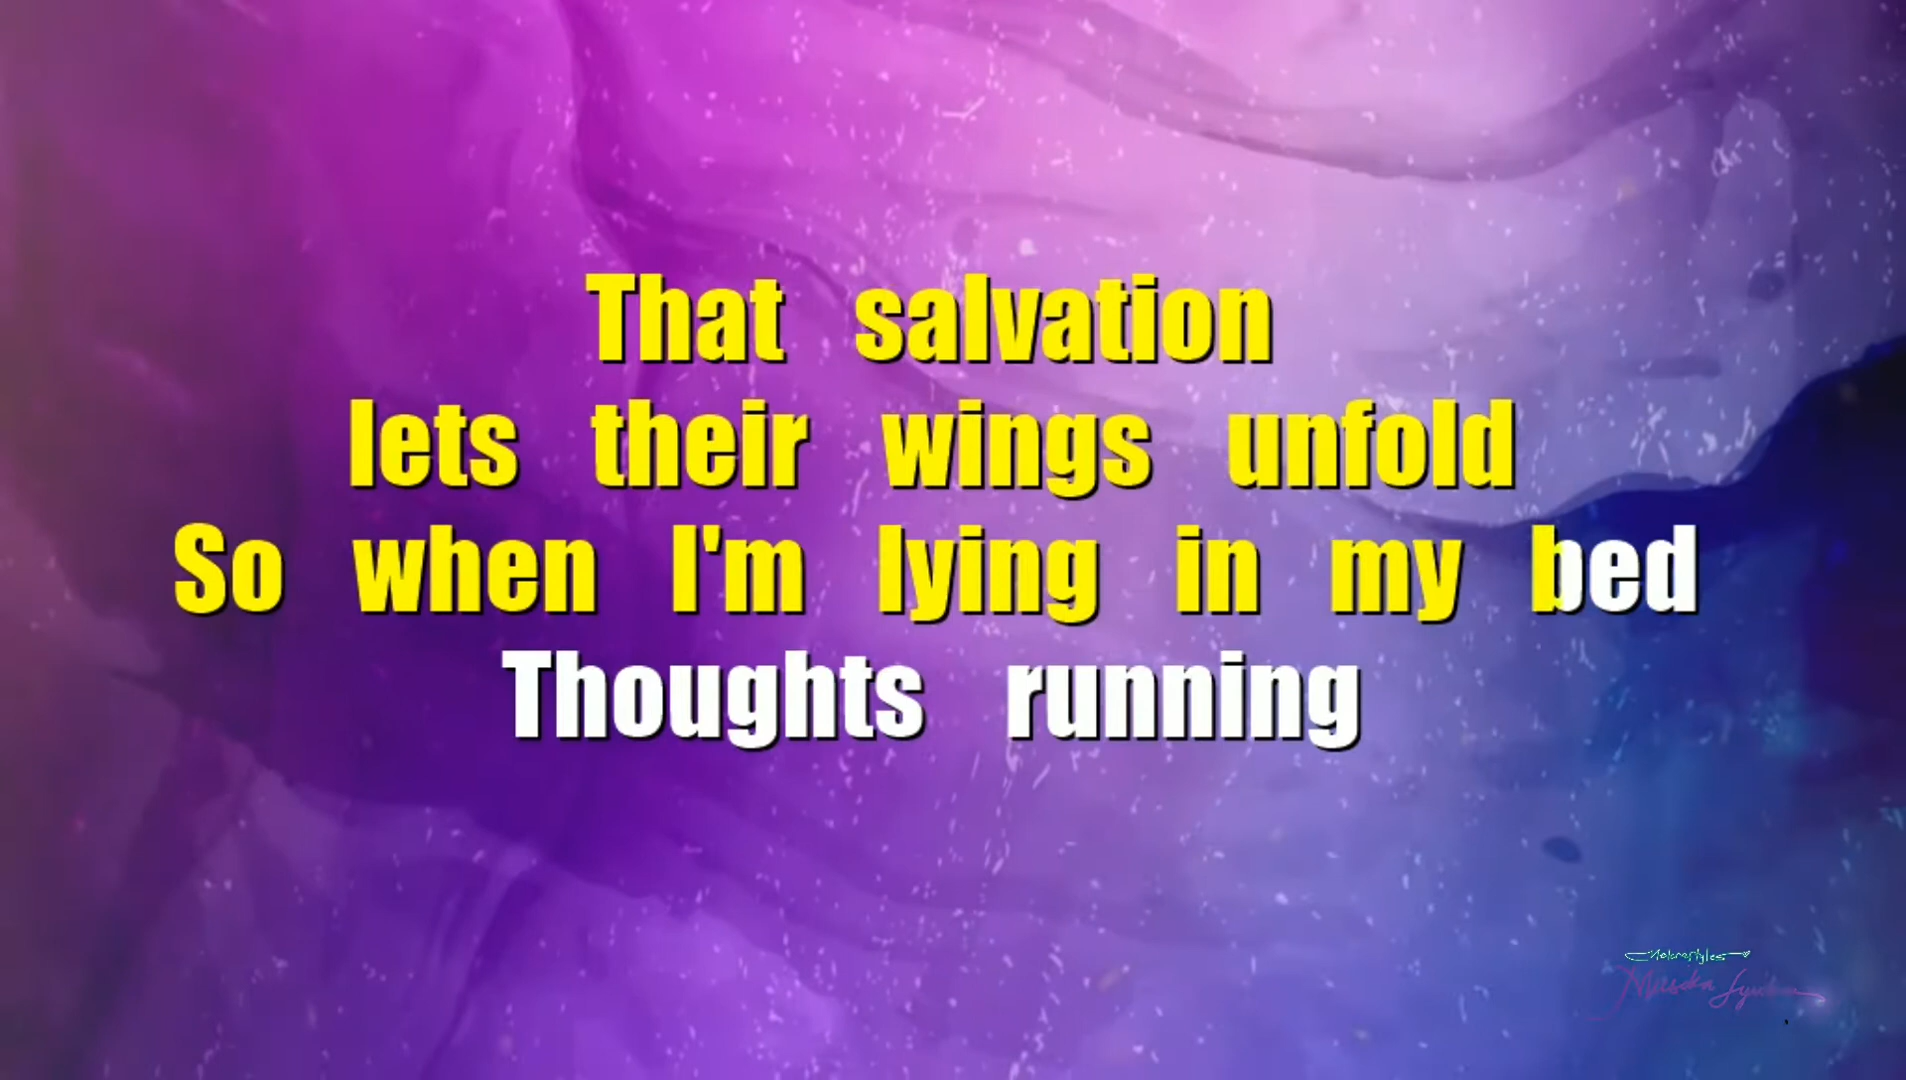 That salvation
lets their wings unfold
So when I'm lying in my bed
Thoughts running